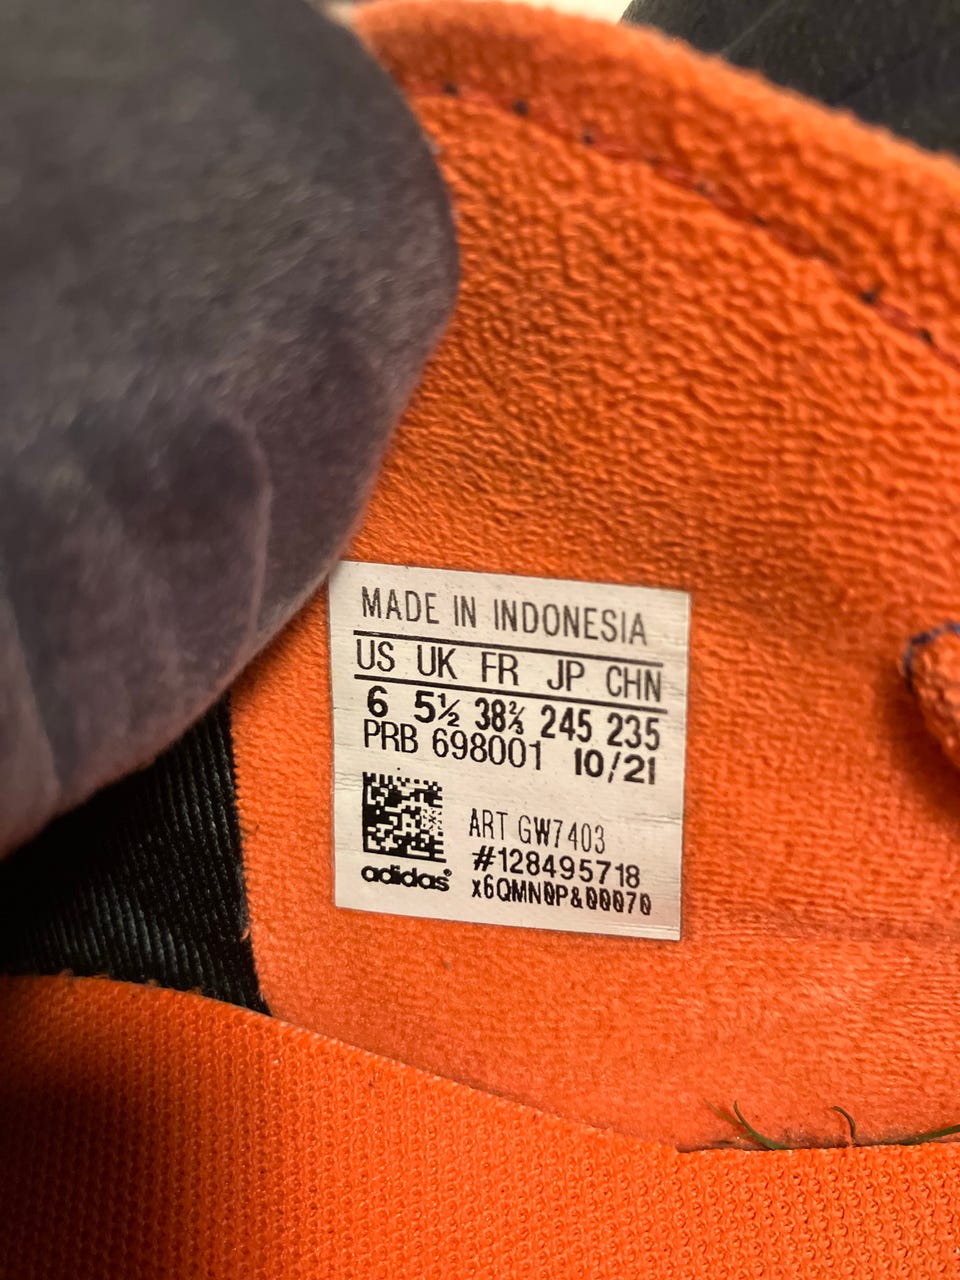 MADE IN INDONESIA
US UK FR JP CHN
6 5½ 38⅔ 245 235
PRB 698001 10/21
ART GW7403
#128495718
adidas®
x6QMN0P&00070